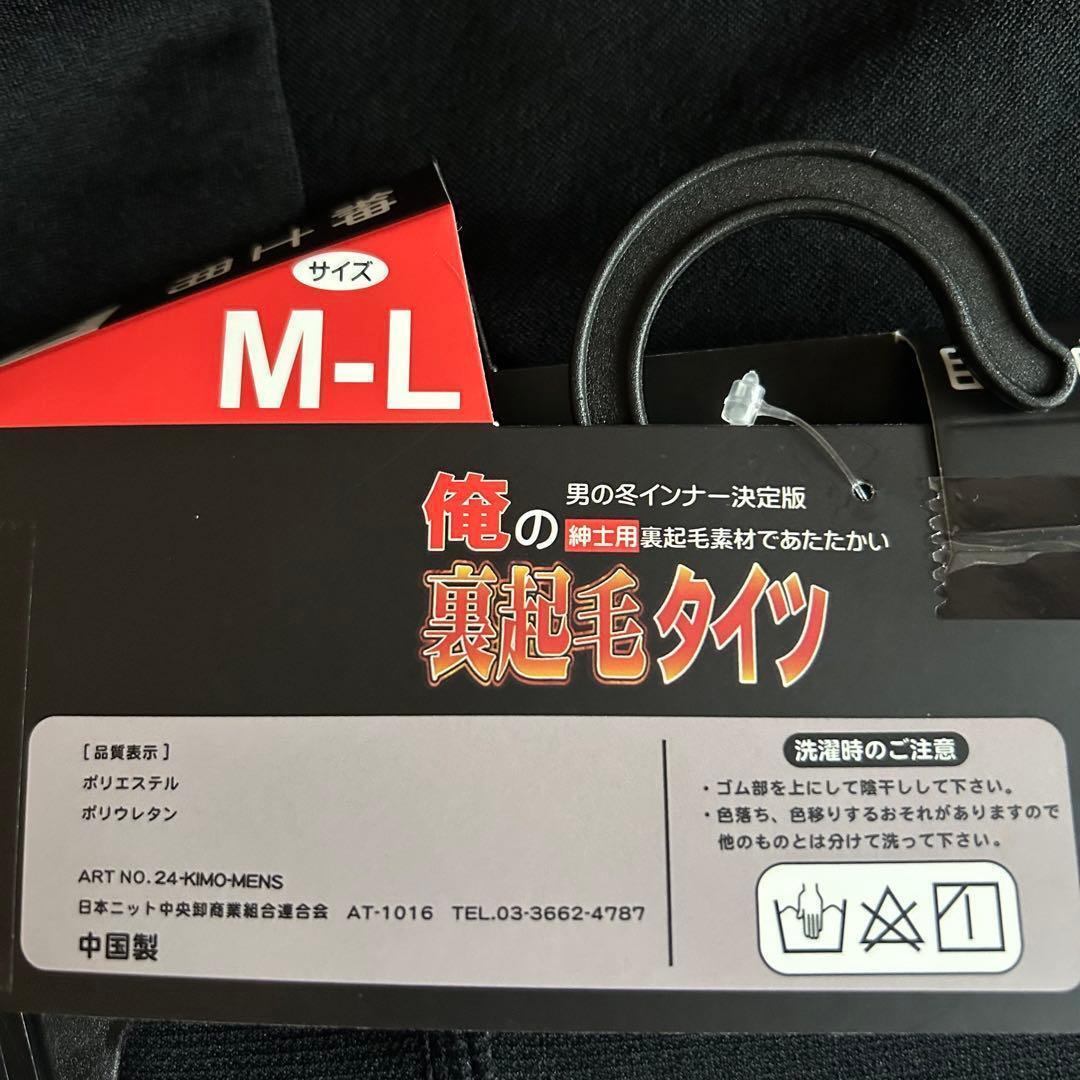 サイズ
M-L
俺の
男の冬インナー決定版
紳士用 裏起毛素材であたたかい
裏起毛タイツ
[品質表示]
ポリエステル
ポリウレタン
ART NO. 24-KIMO-MENS
日本ニット中央卸商業組合連合会 AT-1016 TEL.03-3662-4787
中国製
洗濯時のご注意
・ゴム部を上にして陰干しして下さい。
・色落ち、色移りするおそれがありますので
他のものとは分けて洗って下さい。